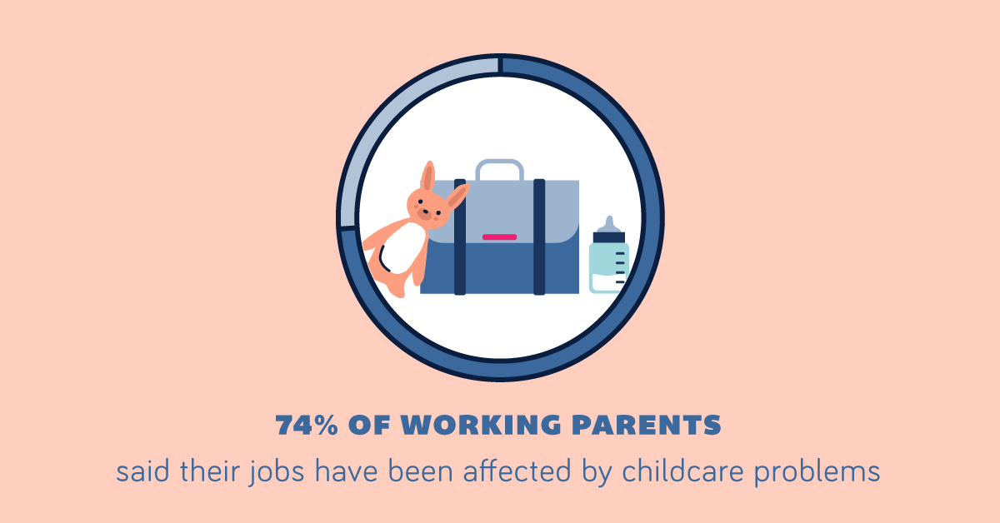 74% OF WORKING PARENTS
said their jobs have been affected by childcare problems